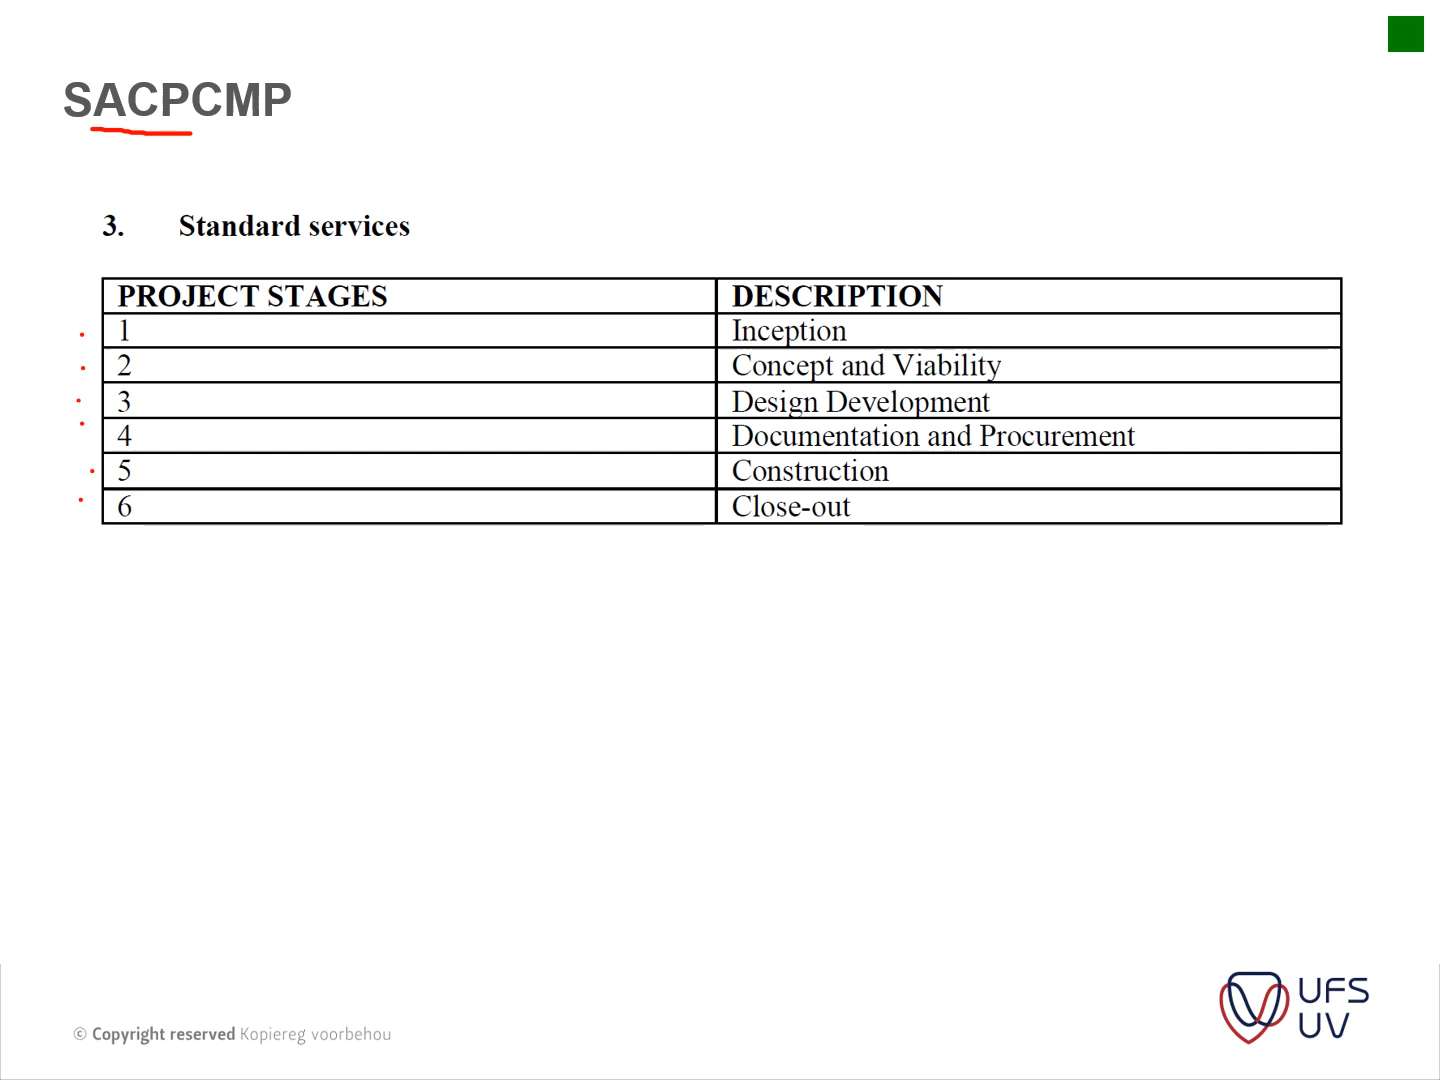 SACPCMP
3. Standard services
PROJECT STAGES DESCRIPTION
1 Inception
2 Concept and Viability
3 Design Development
4 Documentation and Procurement
5 Construction
6 Close-out
© Copyright reserved Kopiereg voorbehou
UFS
UV